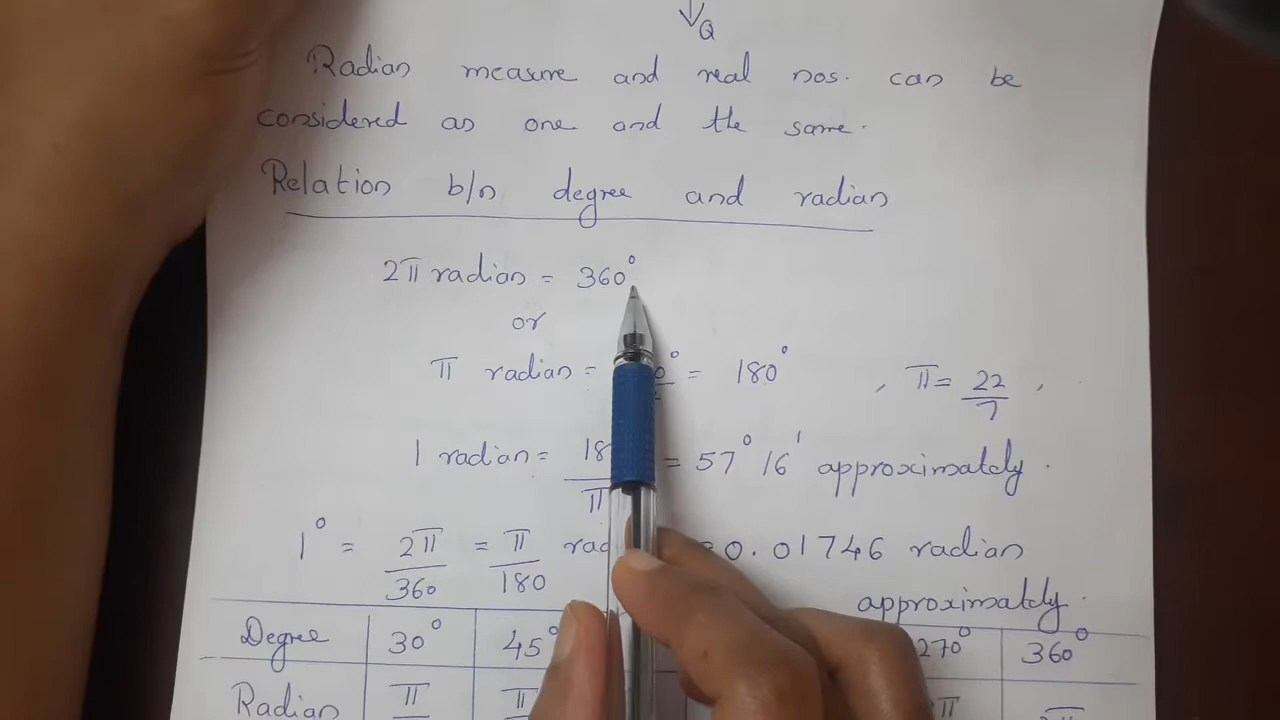 Q
Radian measure and real nos. can be
considered as one and the same.
Relation b/n degree and radian
2π radian = 360°
or
π radian = = 180° , π = 22/7 ,
1 radian = = 57° 16' approximately.
1° = 2π/360 = π/180 = 0.01746 radian
approximately.
Degree 30° 45° 270° 360°
Radian π π